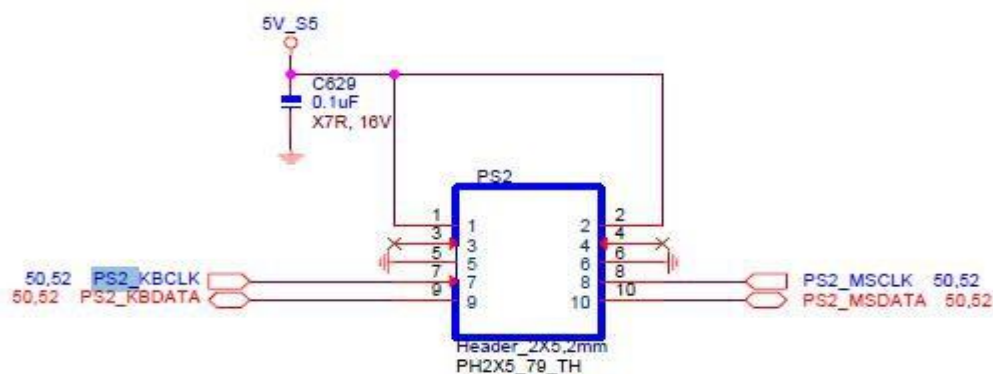 5V_S5
C629
0.1uF
X7R, 16V
PS2
1 1 2 2
3 3 4 4
5 5 6 6
50,52 PS2_KBCLK 7 7 8 8 PS2_MSCLK 50,52
50,52 PS2_KBDATA 9 9 10 10 PS2_MSDATA 50,52
Header_2X5,2mm
PH2X5_79_TH